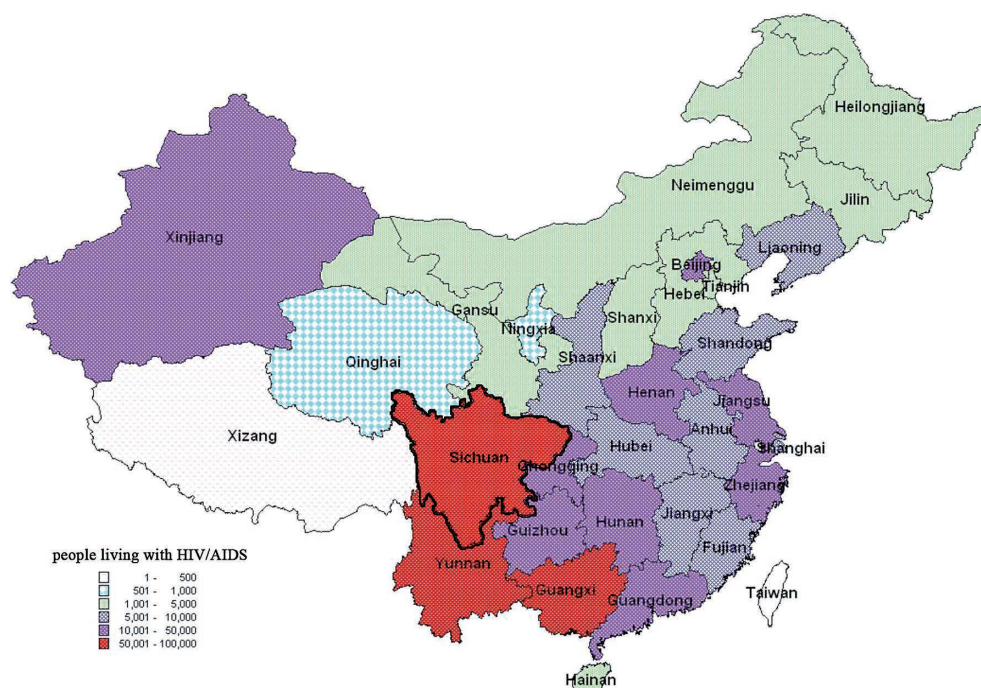 Heilongjiang
Neimenggu
Jilin
Xinjiang
Liaoning
Beijing
Tianjin
Hebei
Gansu
Ningxia
Shanxi
Shaanxi
Shandong
Qinghai
Henan
Jiangsu
Anhui
Xizang
Hubei
Shanghai
Sichuan
Chongqing
Zhejiang
Jiangxi
Hunan
Guizhou
Fujian
people living with HIV/AIDS
Yunnan
1 - 500
501 - 1,000
1,001 - 5,000
5,001 - 10,000
10,001 - 50,000
50,001 - 100,000
Guangxi
Guangdong
Taiwan
Hainan